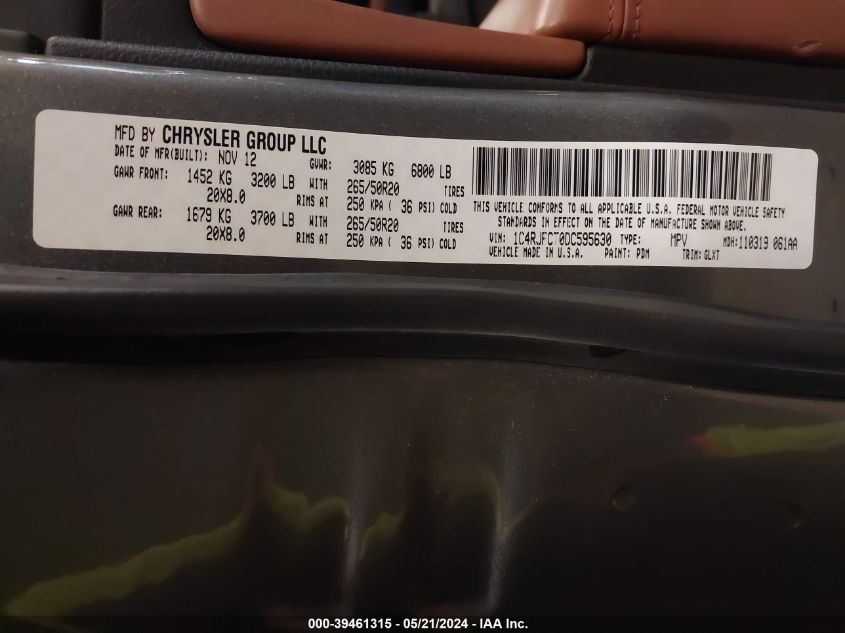 MFD BY CHRYSLER GROUP LLC
DATE OF MFR(BUILT): NOV 12 GVWR: 3085 KG 6800 LB
GAWR FRONT: 1452 KG 3200 LB WITH 265/50R20 TIRES
20X8.0 RIMS AT 250 KPA ( 36 PSI) COLD
GAWR REAR: 1679 KG 3700 LB WITH 265/50R20 TIRES
20X8.0 RIMS AT 250 KPA ( 36 PSI) COLD
THIS VEHICLE CONFORMS TO ALL APPLICABLE U.S.A. FEDERAL MOTOR VEHICLE SAFETY
STANDARDS IN EFFECT ON THE DATE OF MANUFACTURE SHOWN ABOVE.
VIN: 1C4RJFCT0DC595630 TYPE: MPV MDH:110319 061AA
VEHICLE MADE IN U.S.A. PAINT: PDM TRIM: GLXT
000-39461315 - 05/21/2024 - IAA Inc.